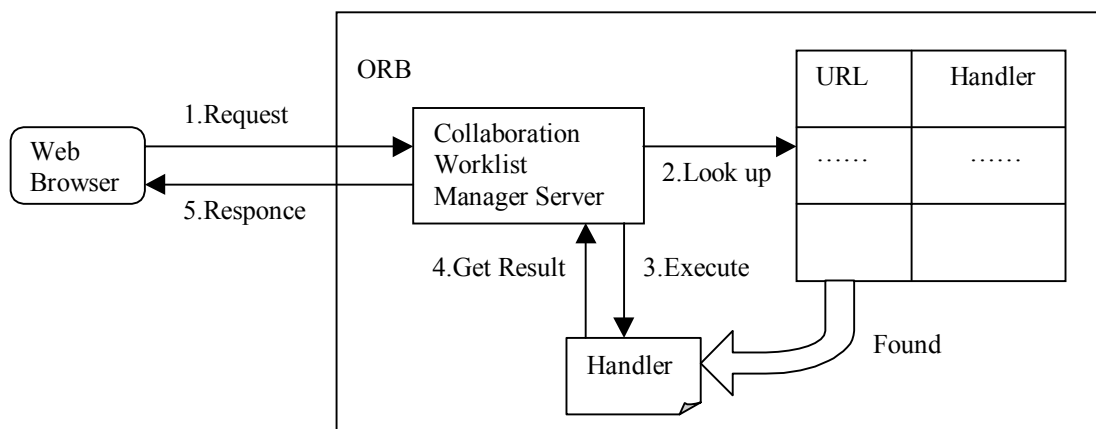 ORB
URL Handler
1.Request
Web
Browser
Collaboration
Worklist
Manager Server
…… ……
2.Look up
5.Responce
4.Get Result
3.Execute
Handler
Found